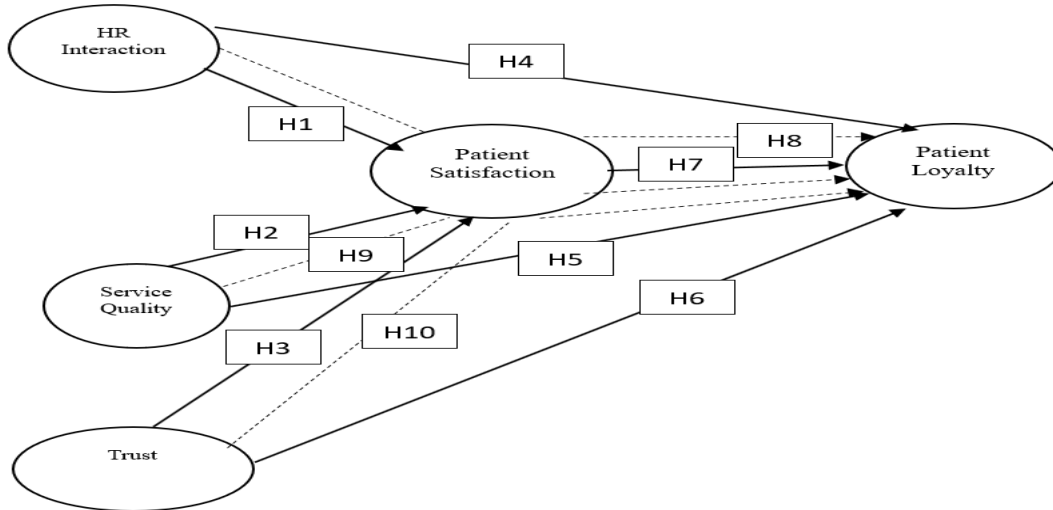 HR
Interaction
H4
H1
H8
Patient
Satisfaction
H7
Patient
Loyalty
H2
H9
H5
Service
Quality
H6
H3
H10
Trust